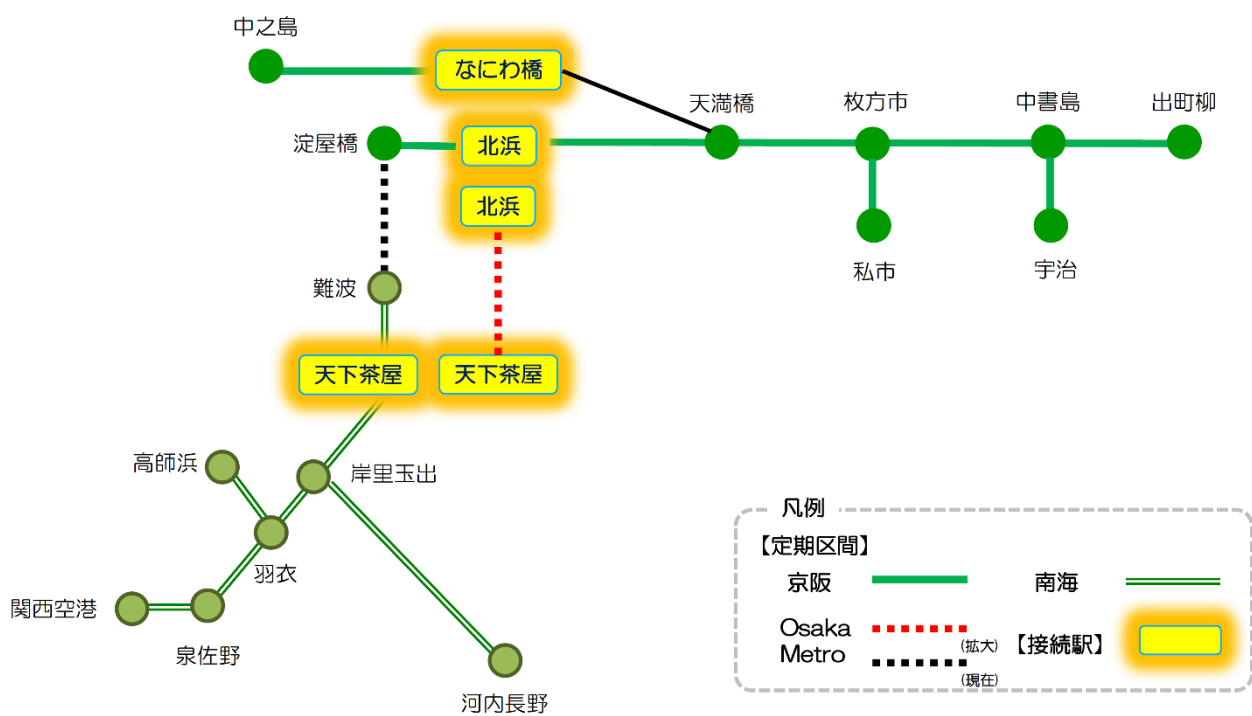 中之島
なにわ橋
天満橋
枚方市
中書島
出町柳
淀屋橋
北浜
北浜
私市
宇治
難波
天下茶屋
天下茶屋
高師浜
岸里玉出
羽衣
関西空港
泉佐野
河内長野
凡例
【定期区間】
京阪
南海
Osaka
Metro
(拡大)
(現在)
【接続駅】